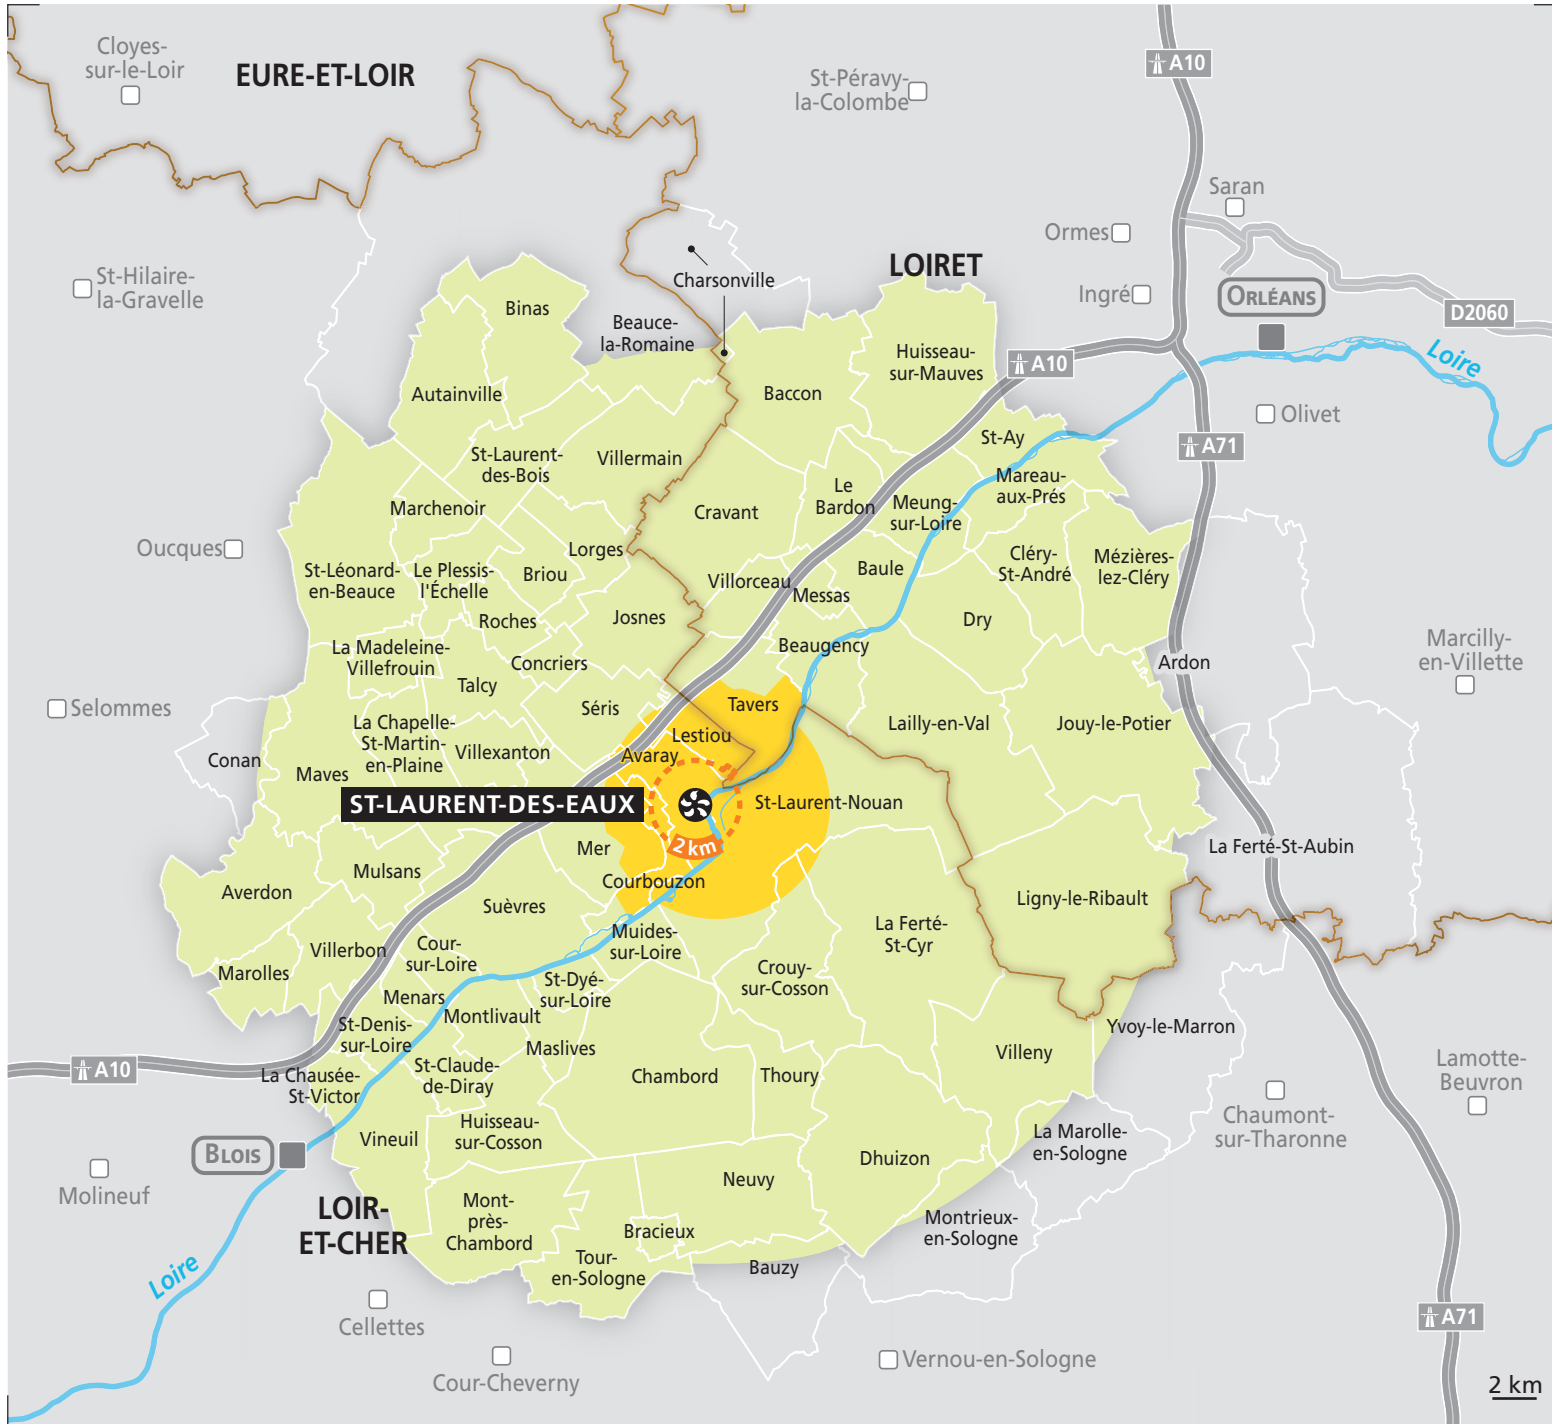 Cloyes-
sur-le-Loir
EURE-ET-LOIR
St-Péravy-
la-Colombe
A10
Saran
Ormes
St-Hilaire-
la-Gravelle
Charsonville
LOIRET
Ingré
ORLÉANS
D2060
Binas
Beauce-
la-Romaine
Huisseau-
sur-Mauves
A10
Loire
Autainville
Baccon
Olivet
St-Ay
A71
St-Laurent-
des-Bois
Villermain
Mareau-
aux-Prés
Marchenoir
Le
Bardon
Meung-
sur-Loire
Cravant
Oucques
Lorges
Cléry-
St-André
Mézières-
lez-Cléry
St-Léonard-
en-Beauce
Le Plessis-
l'Échelle
Briou
Villorceau
Baule
Messas
Roches
Josnes
Dry
La Madeleine-
Villefrouin
Concriers
Beaugency
Ardon
Marcilly-
en-Villette
Talcy
Selommes
Séris
Tavers
La Chapelle-
St-Martin-
en-Plaine
Villexanton
Lestiou
Lailly-en-Val
Jouy-le-Potier
Conan
Maves
Avaray
ST-LAURENT-DES-EAUX
St-Laurent-Nouan
2 km
Mer
La Ferté-St-Aubin
Mulsans
Averdon
Courbouzon
Suèvres
Ligny-le-Ribault
Villerbon
Cour-
sur-Loire
Muides-
sur-Loire
La Ferté-
St-Cyr
Marolles
Crouy-
sur-Cosson
Menars
St-Dyé-
sur-Loire
Montlivault
St-Denis-
sur-Loire
Yvoy-le-Marron
Maslives
Villeny
A10
La Chausée-
St-Victor
St-Claude-
de-Diray
Chambord
Thoury
Lamotte-
Beuvron
Chaumont-
sur-Tharonne
Vineuil
Huisseau-
sur-Cosson
La Marolle-
en-Sologne
BLOIS
Dhuizon
Molineuf
Neuvy
LOIR-
ET-CHER
Mont-
près-
Chambord
Bracieux
Montrieux-
en-Sologne
Tour-
en-Sologne
Bauzy
Loire
Cellettes
A71
Cour-Cheverny
Vernou-en-Sologne
2 km